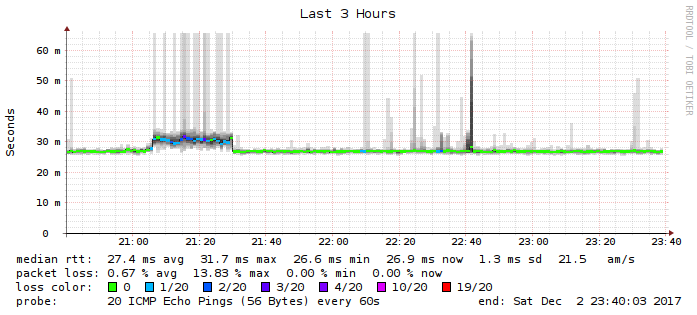 Last 3 Hours
RRDTOOL / TOBI OETIKER
Seconds
60 m
50 m
40 m
30 m
20 m
10 m
0
21:00 21:20 21:40 22:00 22:20 22:40 23:00 23:20 23:40
median rtt: 27.4 ms avg 31.7 ms max 26.6 ms min 26.9 ms now 1.3 ms sd 21.5 am/s
packet loss: 0.67 % avg 13.83 % max 0.00 % min 0.00 % now
loss color: 0 1/20 2/20 3/20 4/20 10/20 19/20
probe: 20 ICMP Echo Pings (56 Bytes) every 60s end: Sat Dec 2 23:40:03 2017